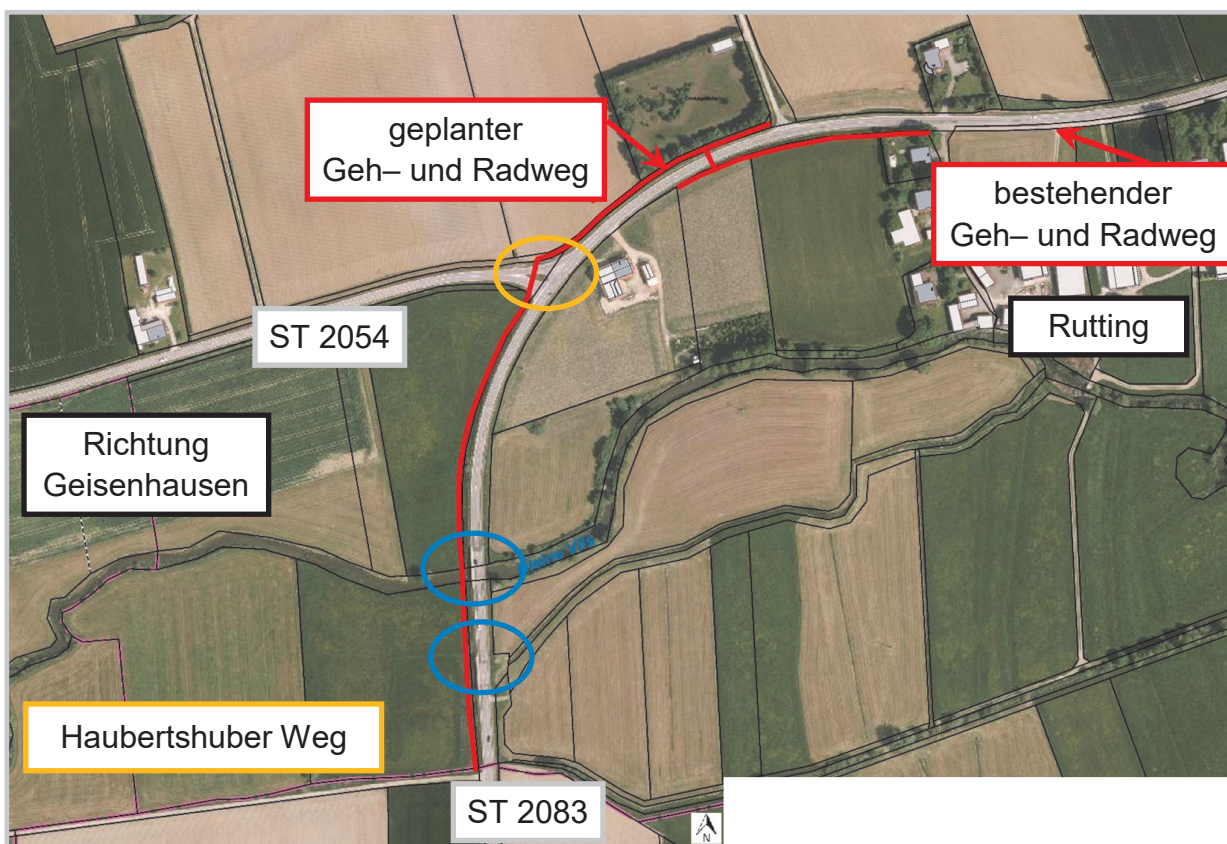 geplanter
Geh– und Radweg
bestehender
Geh– und Radweg
ST 2054
Rutting
Richtung
Geisenhausen
Haubertshuber Weg
ST 2083
N